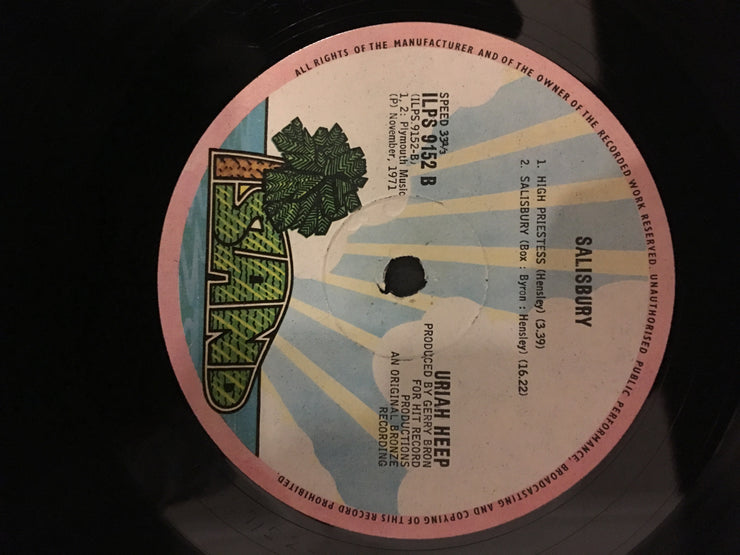 ALL RIGHTS OF THE MANUFACTURER AND OF THE OWNER OF THE RECORDED WORK RESERVED. UNAUTHORISED PUBLIC PERFORMANCE, BROADCASTING AND COPYING OF THIS RECORD PROHIBITED.
SALISBURY
1. HIGH PRIESTESS (Hensley) (3.39)
2. SALISBURY (Box : Byron : Hensley) (16.22)
SPEED 33⅓
ILPS 9152 B
(ILPS.9152-B)
1, 2: Plymouth Music
(P) November, 1971
URIAH HEEP
PRODUCED BY GERRY BRON
FOR HIT RECORD
PRODUCTIONS
AN ORIGINAL BRONZE
RECORDING
ISLAND